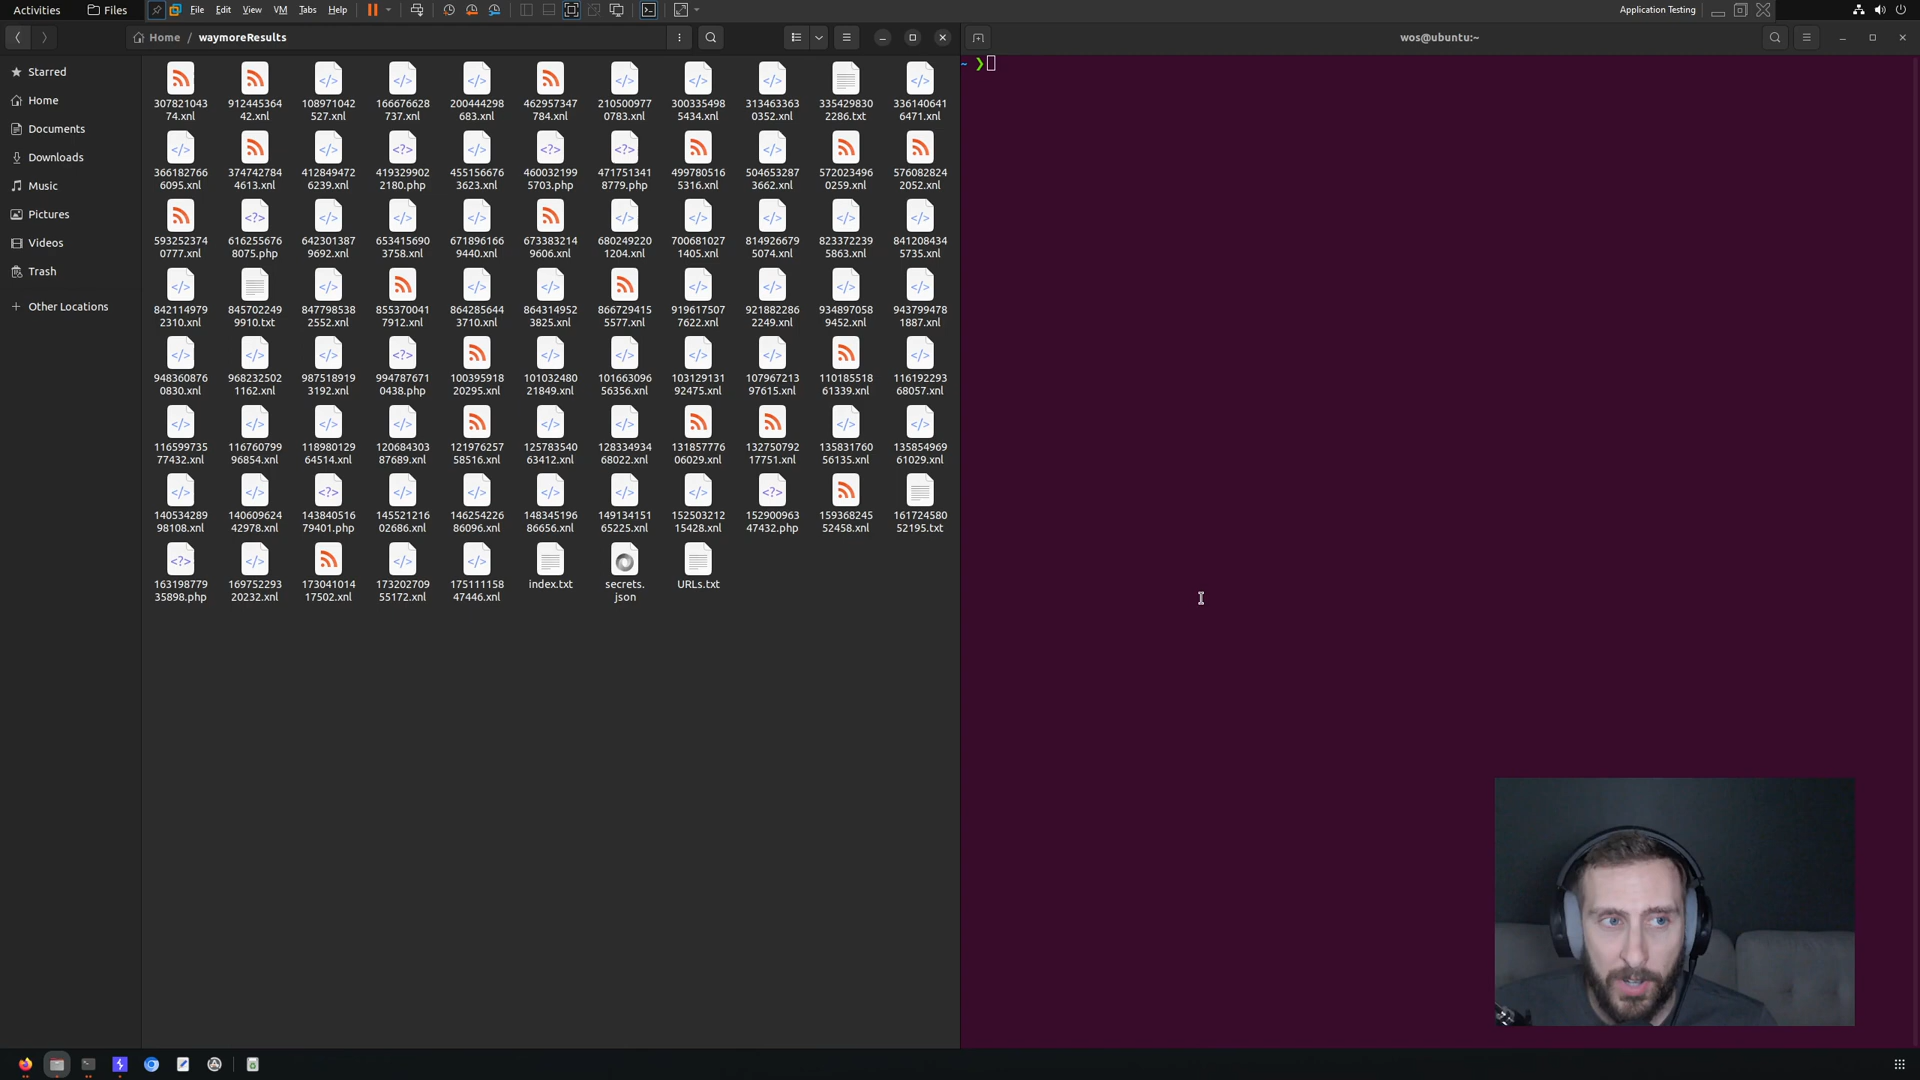 Activities
Files
File Edit View VM Tabs Help
Application Testing
Home / waymoreResults
wos@ubuntu:~
~ ❯
Starred
Home
Documents
Downloads
Music
Pictures
Videos
Trash
+ Other Locations
307821043 912445364 108971042 166676628 200444298 462957347 210500977 300335498 313463363 335429830 336140641
74.xnl 42.xnl 527.xnl 737.xnl 683.xnl 784.xnl 0783.xnl 5434.xnl 0352.xnl 2286.txt 6471.xnl
366182766 374742784 412849472 419329902 455156676 460032199 471751341 499780516 504653287 572023496 576082824
6095.xnl 4613.xnl 6239.xnl 2180.php 3623.xnl 5703.php 8779.php 5316.xnl 3662.xnl 0259.xnl 2052.xnl
593252374 616255676 642301387 653415690 671896166 673383214 680249220 700681027 814926679 823372239 841208434
0777.xnl 8075.php 9692.xnl 3758.xnl 9440.xnl 9606.xnl 1204.xnl 1405.xnl 5074.xnl 5863.xnl 5735.xnl
842114979 845702249 847798538 855370041 864285644 864314952 866729415 919617507 921882286 934897058 943799478
2310.xnl 9910.txt 2552.xnl 7912.xnl 3710.xnl 3825.xnl 5577.xnl 7622.xnl 2249.xnl 9452.xnl 1887.xnl
948360876 968232502 987518919 994787671 100395918 101032480 101663096 103129131 107967213 110185518 116192293
0830.xnl 1162.xnl 3192.xnl 0438.php 20295.xnl 21849.xnl 56356.xnl 92475.xnl 97615.xnl 61339.xnl 68057.xnl
116599735 116760799 118980129 120684303 121976257 125783540 128334934 131857776 132750792 135831760 135854969
77432.xnl 96854.xnl 64514.xnl 87689.xnl 58516.xnl 63412.xnl 68022.xnl 06029.xnl 17751.xnl 56135.xnl 61029.xnl
140534289 140609624 143840516 145521216 146254226 148345196 149134151 152503212 152900963 159368245 161724580
98108.xnl 42978.xnl 79401.php 02686.xnl 86096.xnl 86656.xnl 65225.xnl 15428.xnl 47432.php 52458.xnl 52195.txt
163198779 169752293 173041014 173202709 175111158 index.txt secrets. URLs.txt
35898.php 20232.xnl 17502.xnl 55172.xnl 47446.xnl json